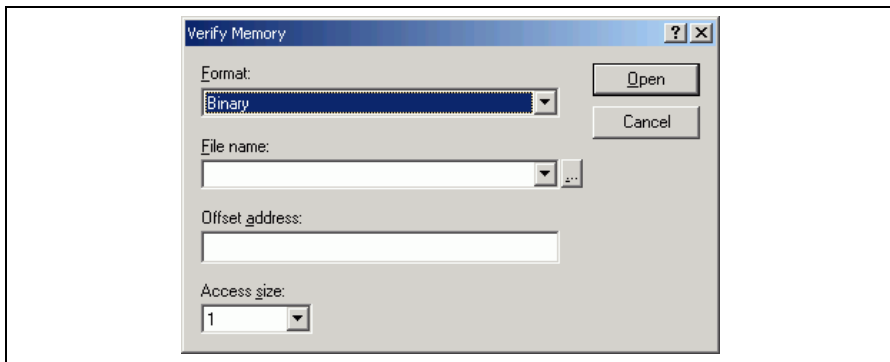 Verify Memory
Format:
Open
Binary
Cancel
File name:
...
Offset address:
Access size:
1